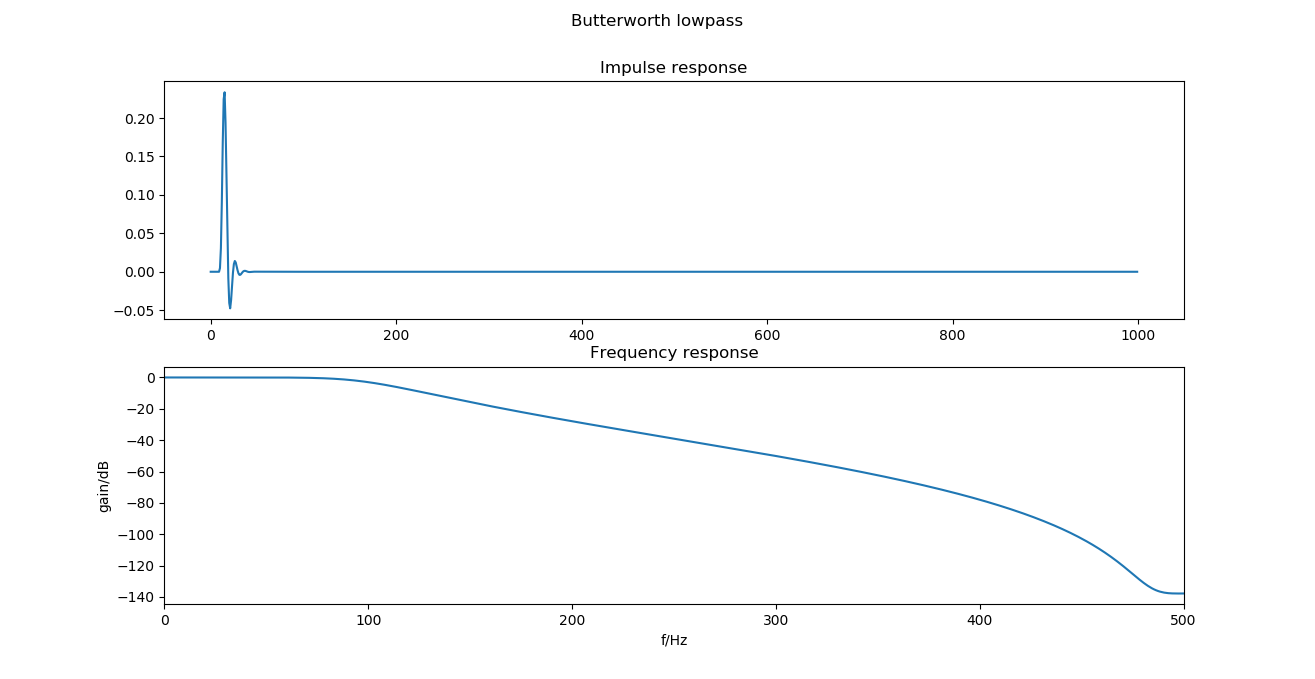 Butterworth lowpass
Impulse response
0.20
0.15
0.10
0.05
0.00
−0.05
0 200 400 600 800 1000
Frequency response
0
−20
−40
−60
−80
−100
−120
−140
gain/dB
0 100 200 300 400 500
f/Hz